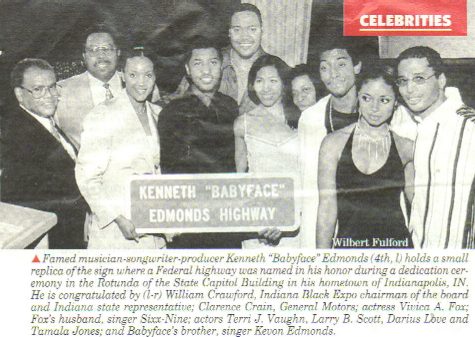 CELEBRITIES
KENNETH "BABYFACE"
EDMONDS HIGHWAY
Wilbert Fulford
▲ Famed musician-songwriter-producer Kenneth "Babyface" Edmonds (4th, l) holds a small
replica of the sign where a Federal highway was named in his honor during a dedication cer-
emony in the Rotunda of the State Capitol Building in his hometown of Indianapolis, IN.
He is congratulated by (l-r) William Crawford, Indiana Black Expo chairman of the board
and Indiana state representative; Clarence Crain, General Motors; actress Vivica A. Fox;
Fox's husband, singer Sixx-Nine; actors Terri J. Vaughn, Larry B. Scott, Darius Love and
Tamala Jones; and Babyface's brother, singer Kevon Edmonds.